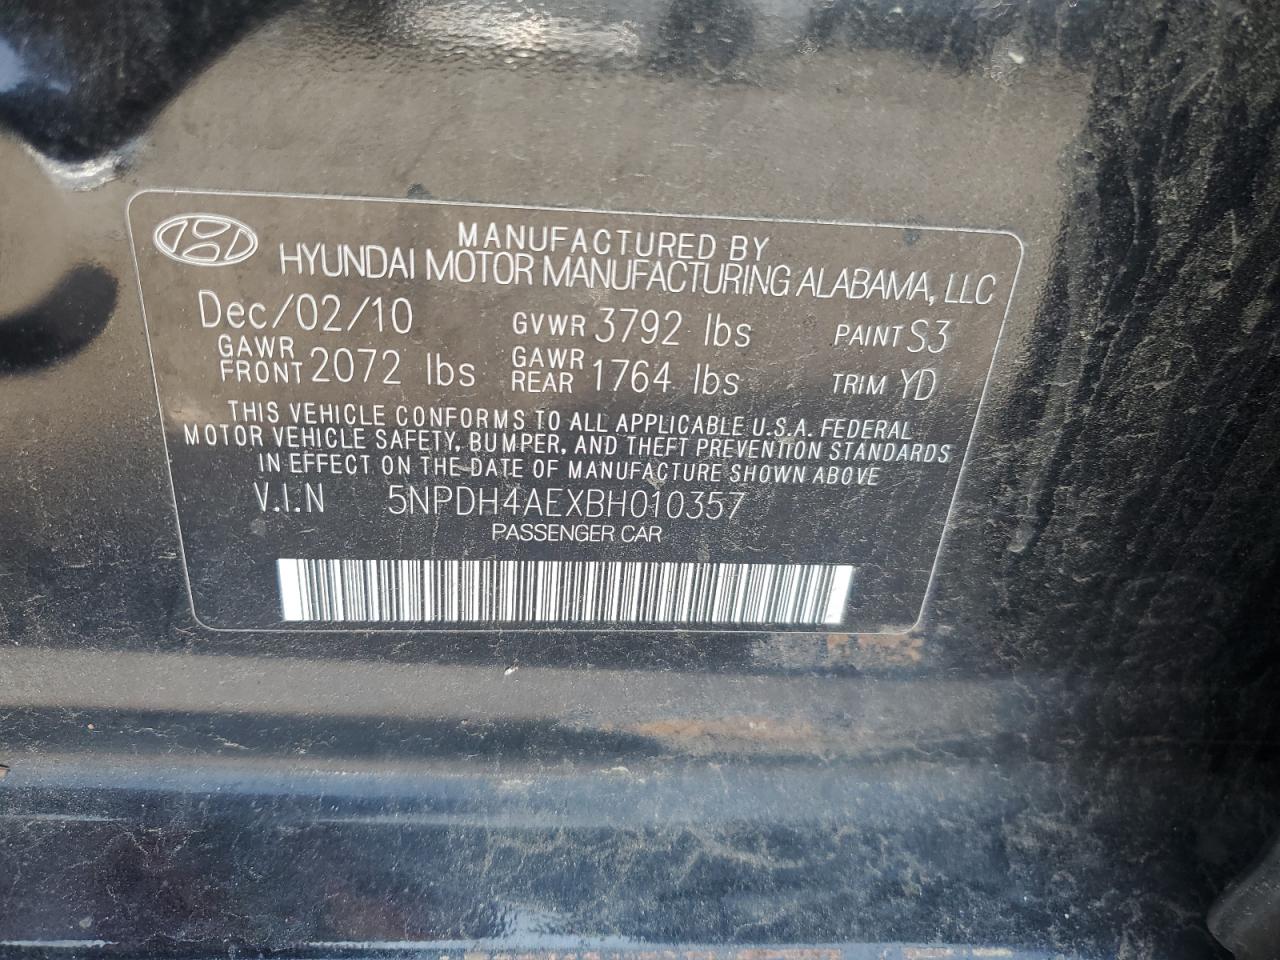 MANUFACTURED BY
HYUNDAI MOTOR MANUFACTURING ALABAMA, LLC
Dec/02/10 GVWR 3792 lbs PAINT S3
GAWR FRONT 2072 lbs GAWR REAR 1764 lbs TRIM YD
THIS VEHICLE CONFORMS TO ALL APPLICABLE U.S.A. FEDERAL
MOTOR VEHICLE SAFETY, BUMPER, AND THEFT PREVENTION STANDARDS
IN EFFECT ON THE DATE OF MANUFACTURE SHOWN ABOVE
V.I.N 5NPDH4AEXBH010357
PASSENGER CAR